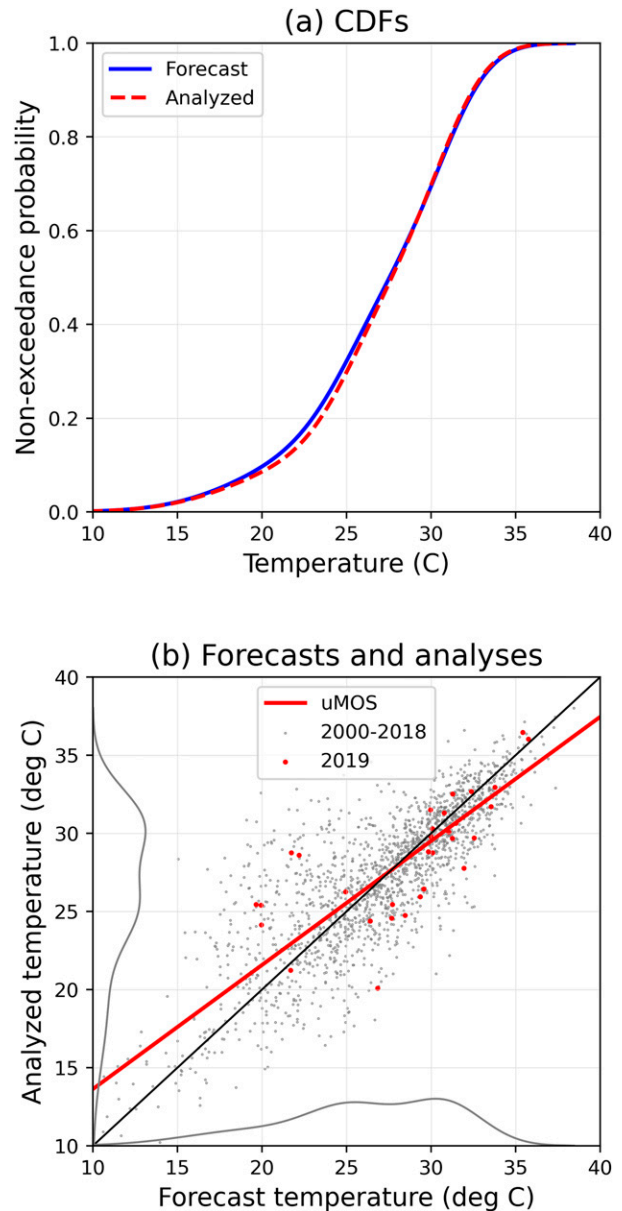 (a) CDFs
1.0
Forecast
Analyzed
0.8
0.6
0.4
0.2
0.0
Non-exceedance probability
10 15 20 25 30 35 40
Temperature (C)
(b) Forecasts and analyses
40
uMOS
2000-2018
2019
35
30
25
20
15
10
Analyzed temperature (deg C)
10 15 20 25 30 35 40
Forecast temperature (deg C)